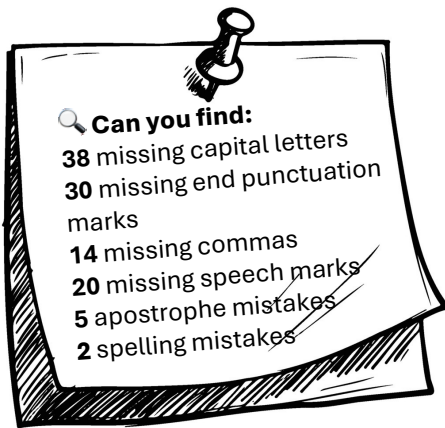 🔍 Can you find:
38 missing capital letters
30 missing end punctuation
marks
14 missing commas
20 missing speech marks
5 apostrophe mistakes
2 spelling mistakes